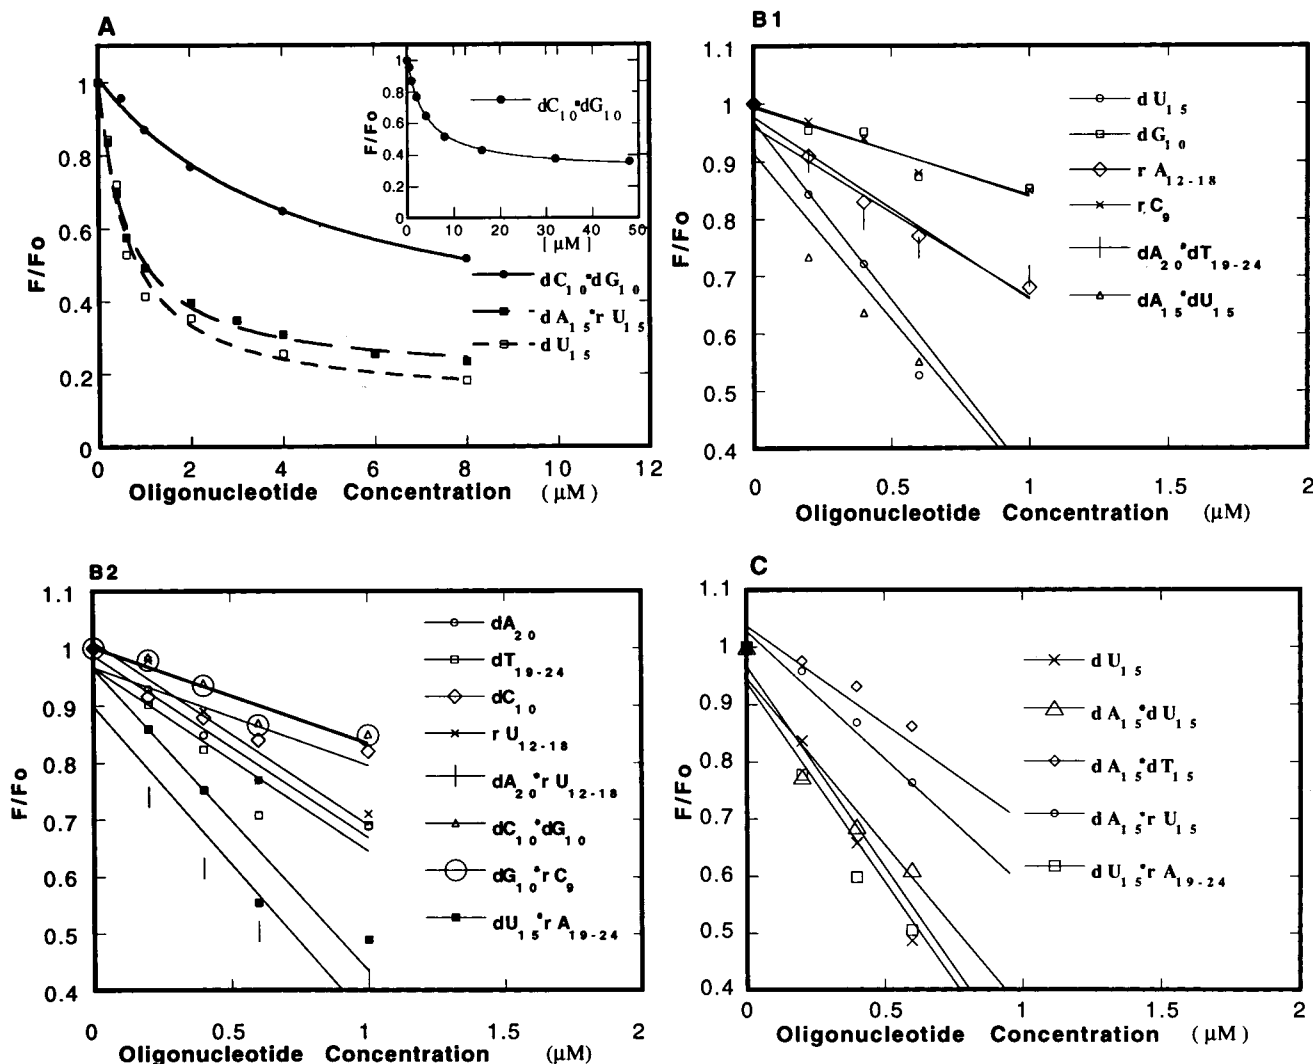 A
F/Fo
1
0.8
0.6
0.4
0.2
0
0 2 4 6 8 10 12
Oligonucleotide Concentration (μM)
F/Fo
1
0.8
0.6
0.4
0.2
0
0 10 20 30 40 50
[ μM ]
dC10*dG10
dC10*dG10
dA15*rU15
dU15
B1
1.1
1
0.9
0.8
0.7
0.6
0.5
0.4
F/Fo
0 0.5 1 1.5 2
Oligonucleotide Concentration (μM)
dU15
dG10
rA12-18
rC9
dA20*dT19-24
dA15*dU15
B2
1.1
1
0.9
0.8
0.7
0.6
0.5
0.4
F/Fo
0 0.5 1 1.5 2
Oligonucleotide Concentration (μM)
dA20
dT19-24
dC10
rU12-18
dA20*rU12-18
dC10*dG10
dG10*rC9
dU15*rA19-24
C
1.1
1
0.9
0.8
0.7
0.6
0.5
0.4
F/Fo
0 0.5 1 1.5 2
Oligonucleotide Concentration (μM)
dU15
dA15*dU15
dA15*dT15
dA15*rU15
dU15*rA19-24